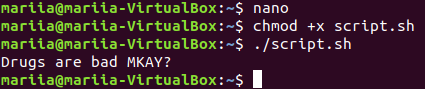 mariia@mariia-VirtualBox:~$ nano
mariia@mariia-VirtualBox:~$ chmod +x script.sh
mariia@mariia-VirtualBox:~$ ./script.sh
Drugs are bad MKAY?
mariia@mariia-VirtualBox:~$